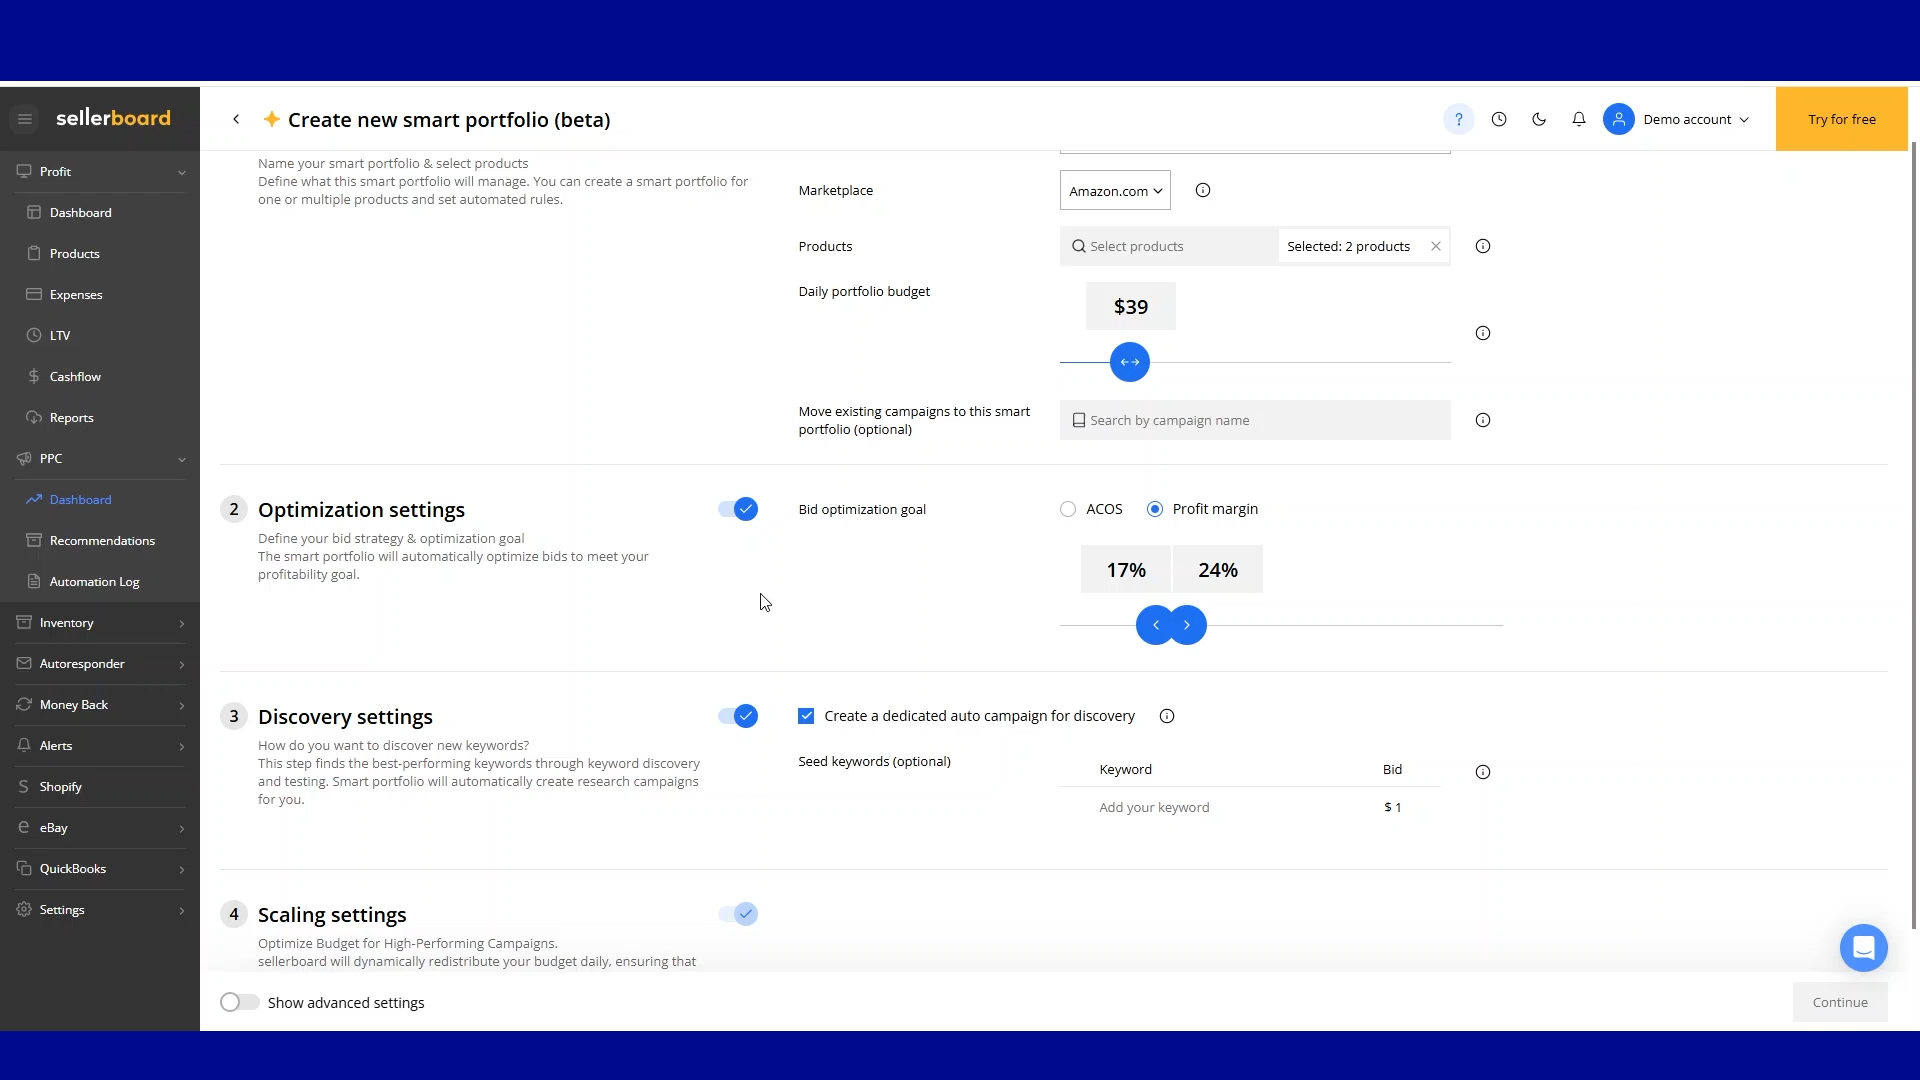 sellerboard
Create new smart portfolio (beta)
?
Demo account
Try for free
Profit
Dashboard
Products
Expenses
LTV
Cashflow
Reports
PPC
Dashboard
Recommendations
Automation Log
Inventory
Autoresponder
Money Back
Alerts
Shopify
eBay
QuickBooks
Settings
Name your smart portfolio & select products
Define what this smart portfolio will manage. You can create a smart portfolio for
one or multiple products and set automated rules.
Marketplace
Amazon.com
Products
Select products
Selected: 2 products
Daily portfolio budget
$39
Move existing campaigns to this smart
portfolio (optional)
Search by campaign name
2
Optimization settings
Define your bid strategy & optimization goal
The smart portfolio will automatically optimize bids to meet your
profitability goal.
Bid optimization goal
ACOS
Profit margin
17%
24%
3
Discovery settings
How do you want to discover new keywords?
This step finds the best-performing keywords through keyword discovery
and testing. Smart portfolio will automatically create research campaigns
for you.
Create a dedicated auto campaign for discovery
Seed keywords (optional)
Keyword
Bid
Add your keyword
$ 1
4
Scaling settings
Optimize Budget for High-Performing Campaigns.
sellerboard will dynamically redistribute your budget daily, ensuring that
Show advanced settings
Continue